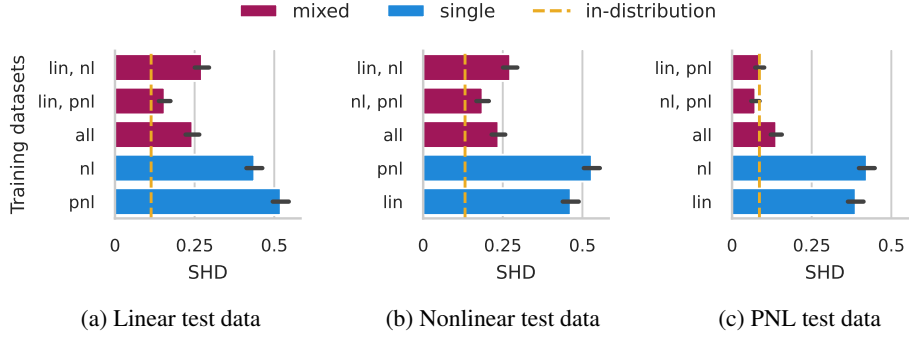 mixed single in-distribution
Training datasets
lin, nl
lin, pnl
all
nl
pnl
0 0.25 0.5
SHD
(a) Linear test data
lin, nl
nl, pnl
all
pnl
lin
0 0.25 0.5
SHD
(b) Nonlinear test data
lin, pnl
nl, pnl
all
nl
lin
0 0.25 0.5
SHD
(c) PNL test data